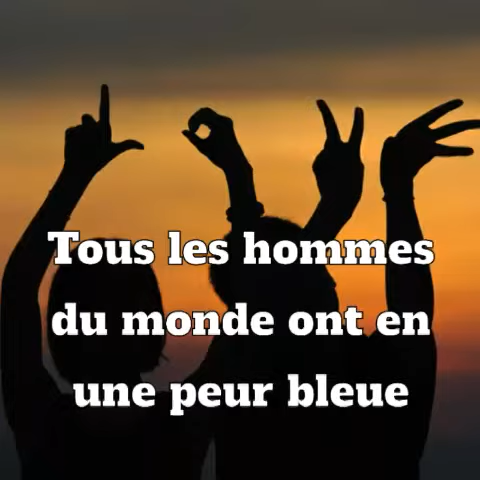 Tous les hommes
du monde ont en
une peur bleue